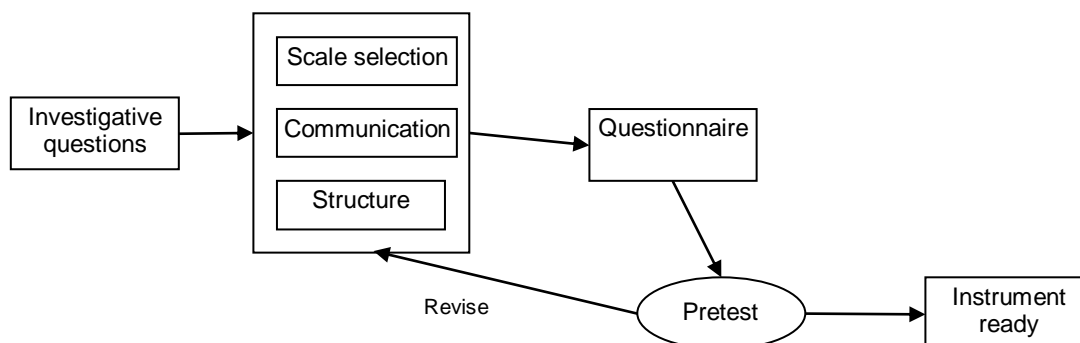 Scale selection
Investigative
questions
Communication
Questionnaire
Structure
Revise
Pretest
Instrument
ready